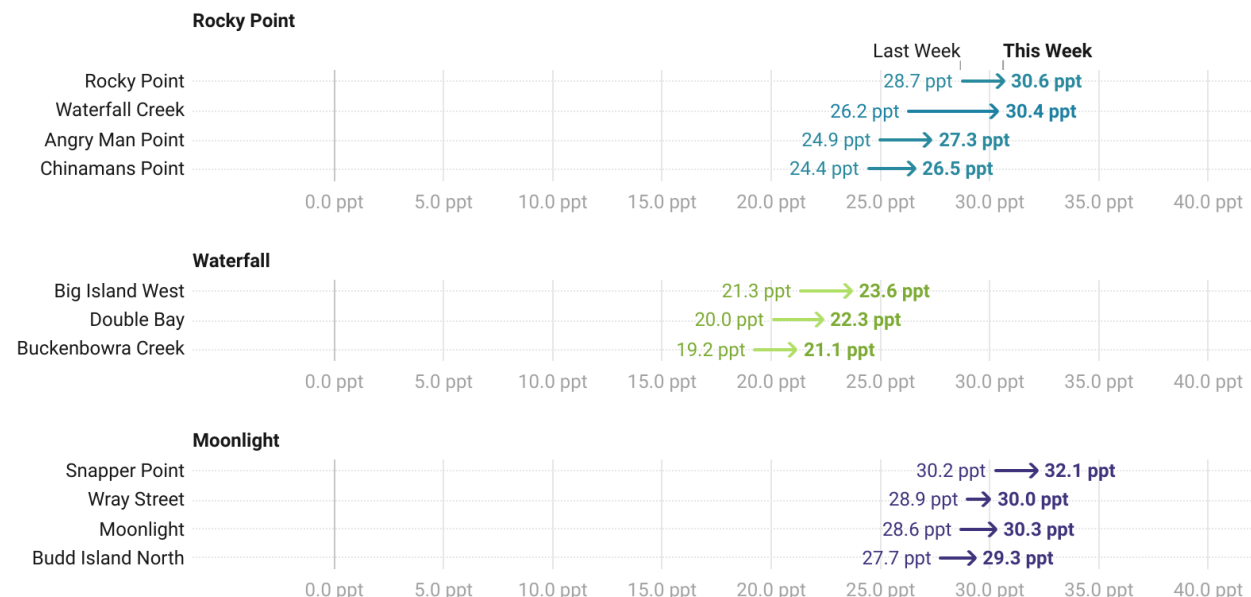 Rocky Point
Last Week This Week
Rocky Point 28.7 ppt 30.6 ppt
Waterfall Creek 26.2 ppt 30.4 ppt
Angry Man Point 24.9 ppt 27.3 ppt
Chinamans Point 24.4 ppt 26.5 ppt
0.0 ppt 5.0 ppt 10.0 ppt 15.0 ppt 20.0 ppt 25.0 ppt 30.0 ppt 35.0 ppt 40.0 ppt
Waterfall
Big Island West 21.3 ppt 23.6 ppt
Double Bay 20.0 ppt 22.3 ppt
Buckenbowra Creek 19.2 ppt 21.1 ppt
0.0 ppt 5.0 ppt 10.0 ppt 15.0 ppt 20.0 ppt 25.0 ppt 30.0 ppt 35.0 ppt 40.0 ppt
Moonlight
Snapper Point 30.2 ppt 32.1 ppt
Wray Street 28.9 ppt 30.0 ppt
Moonlight 28.6 ppt 30.3 ppt
Budd Island North 27.7 ppt 29.3 ppt
0.0 ppt 5.0 ppt 10.0 ppt 15.0 ppt 20.0 ppt 25.0 ppt 30.0 ppt 35.0 ppt 40.0 ppt